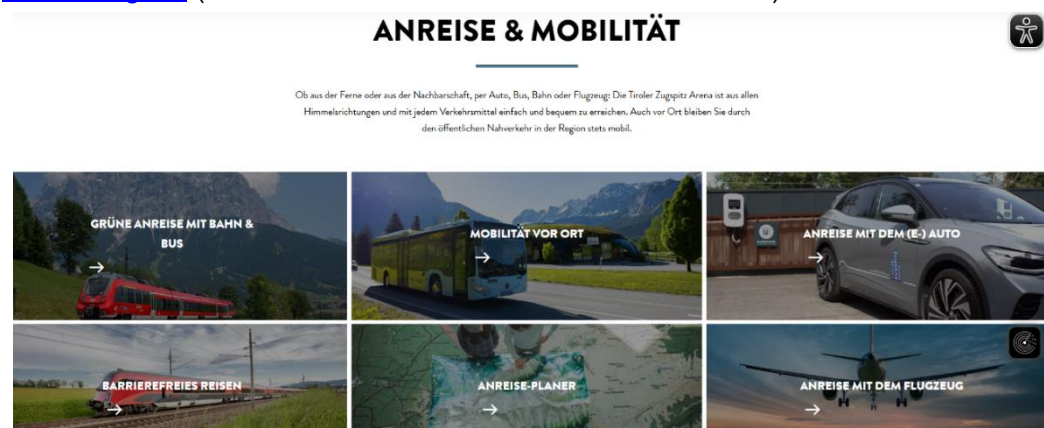 ANREISE & MOBILITÄT
Ob aus der Ferne oder aus der Nachbarschaft, per Auto, Bus, Bahn oder Flugzeug: Die Tiroler Zugspitz Arena ist aus allen
Himmelsrichtungen und mit jedem Verkehrsmittel einfach und bequem zu erreichen. Auch vor Ort bleiben Sie durch
den öffentlichen Nahverkehr in der Region stets mobil.
GRÜNE ANREISE MIT BAHN &
BUS
MOBILITÄT VOR ORT
ANREISE MIT DEM (E-) AUTO
BARRIEREFREIES REISEN
ANREISE-PLANER
ANREISE MIT DEM FLUGZEUG